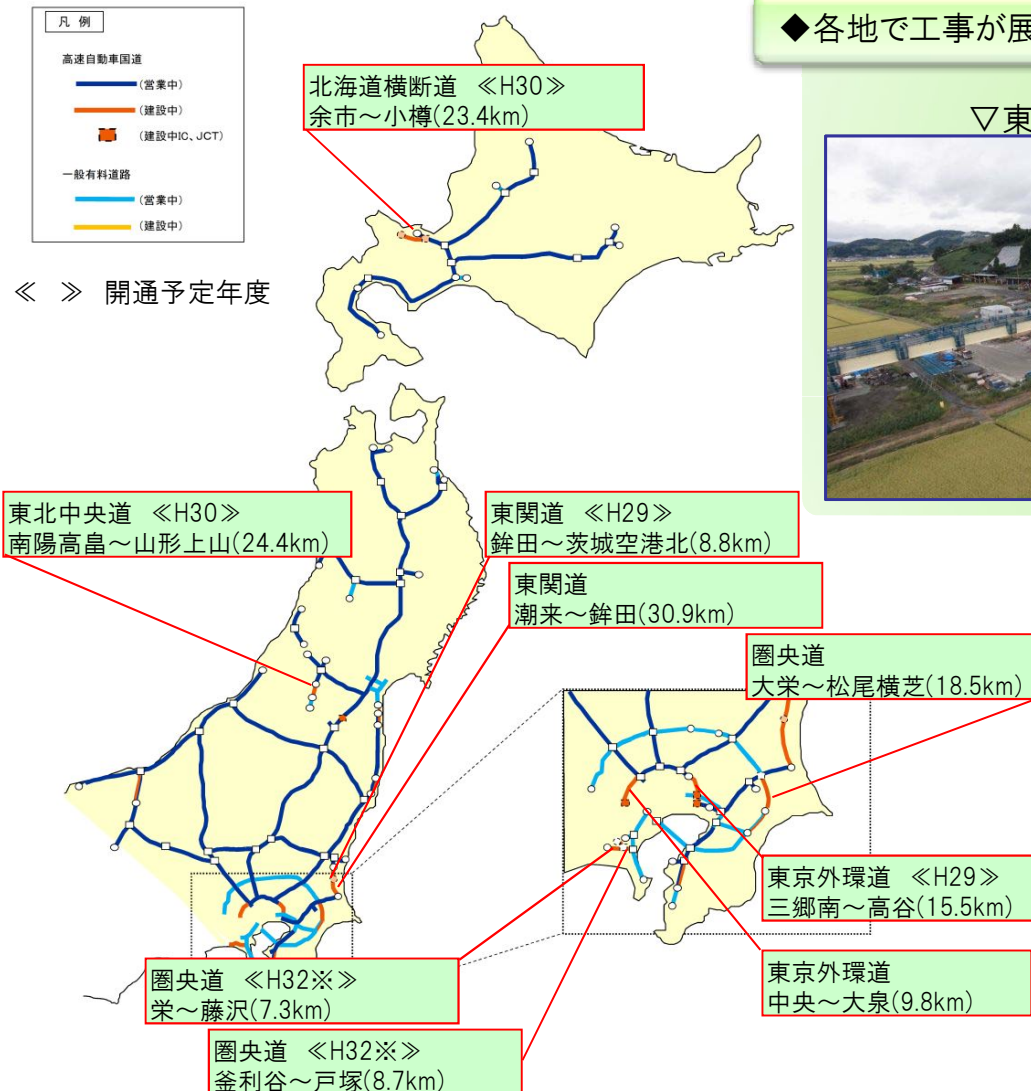 凡 例
高速自動車国道
(営業中)
(建設中)
(建設中IC、JCT)
一般有料道路
(営業中)
(建設中)
≪ ≫ 開通予定年度
◆各地で工事が展
▽東
北海道横断道 ≪H30≫
余市～小樽(23.4km)
東北中央道 ≪H30≫
南陽高畠～山形上山(24.4km)
東関道 ≪H29≫
鉾田～茨城空港北(8.8km)
東関道
潮来～鉾田(30.9km)
圏央道
大栄～松尾横芝(18.5km)
東京外環道 ≪H29≫
三郷南～高谷(15.5km)
東京外環道
中央～大泉(9.8km)
圏央道 ≪H32※≫
栄～藤沢(7.3km)
圏央道 ≪H32※≫
釜利谷～戸塚(8.7km)